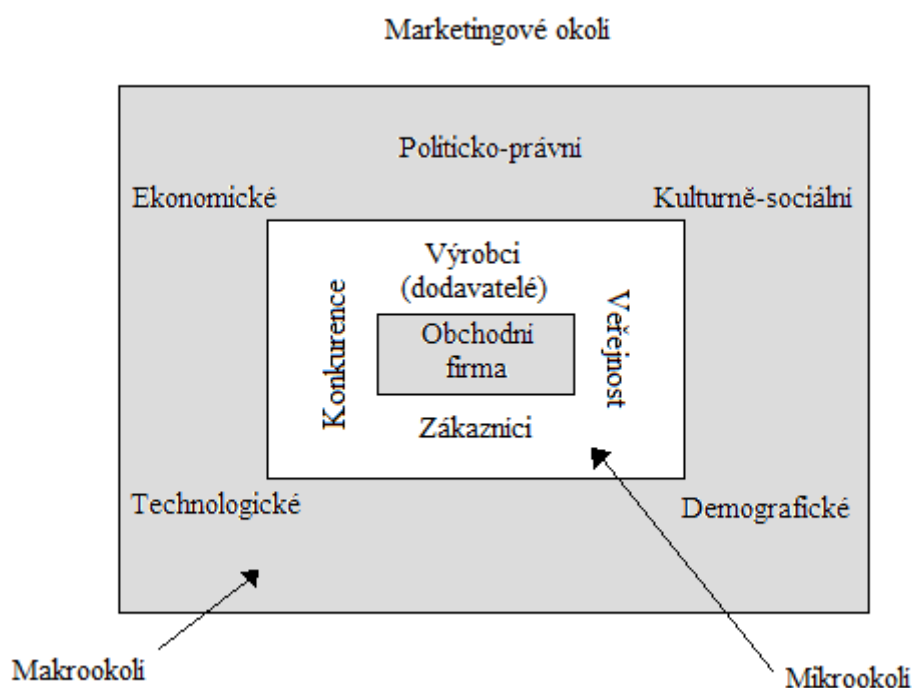 Marketingové okolí
Politicko-právní
Ekonomické
Kulturně-sociální
Výrobci
(dodavatelé)
Konkurence
Veřejnost
Obchodní
firma
Zákazníci
Technologické
Demografické
Makrookolí
Mikrookolí